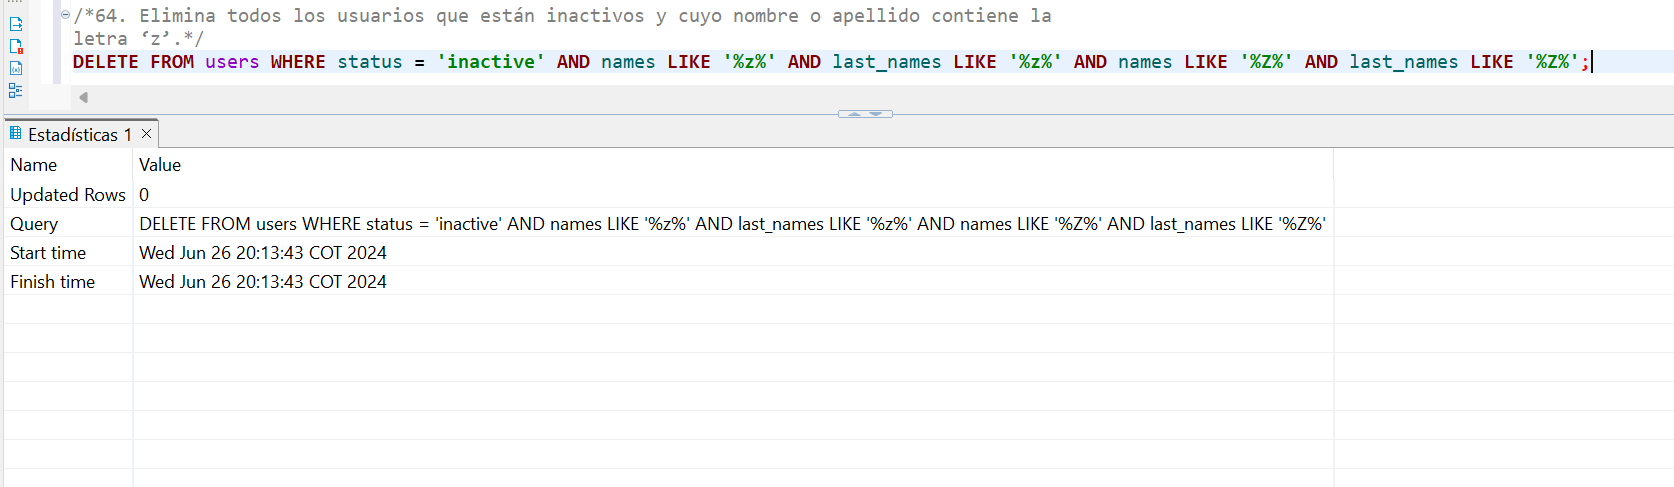 /*64. Elimina todos los usuarios que están inactivos y cuyo nombre o apellido contiene la
letra ‘z’.*/
DELETE FROM users WHERE status = 'inactive' AND names LIKE '%z%' AND last_names LIKE '%z%' AND names LIKE '%Z%' AND last_names LIKE '%Z%';
Estadísticas 1
Name Value
Updated Rows 0
Query DELETE FROM users WHERE status = 'inactive' AND names LIKE '%z%' AND last_names LIKE '%z%' AND names LIKE '%Z%' AND last_names LIKE '%Z%'
Start time Wed Jun 26 20:13:43 COT 2024
Finish time Wed Jun 26 20:13:43 COT 2024